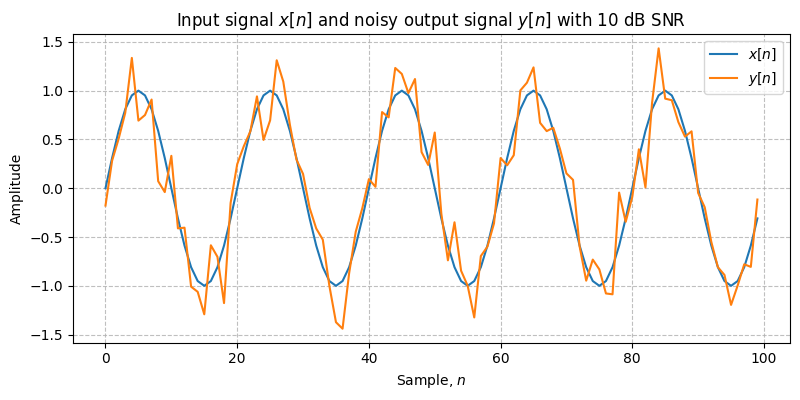 Input signal x[n] and noisy output signal y[n] with 10 dB SNR
1.5
1.0
0.5
0.0
−0.5
−1.0
−1.5
Amplitude
x[n]
y[n]
0 20 40 60 80 100
Sample, n